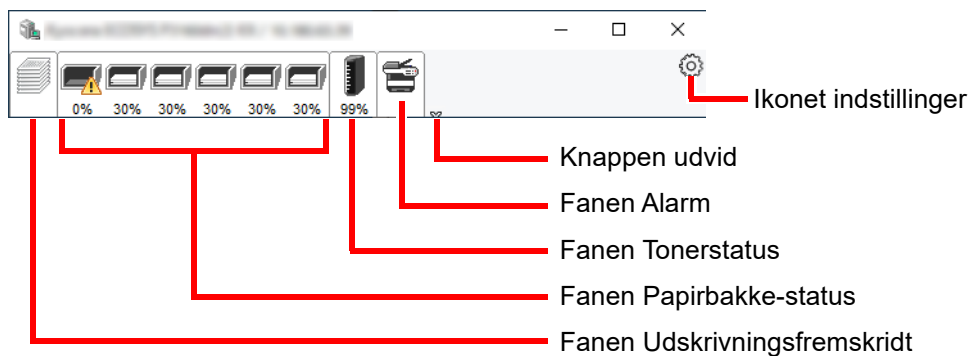 0% 30% 30% 30% 30% 30% 99%
Ikonet indstillinger
Knappen udvid
Fanen Alarm
Fanen Tonerstatus
Fanen Papirbakke-status
Fanen Udskrivningsfremskridt